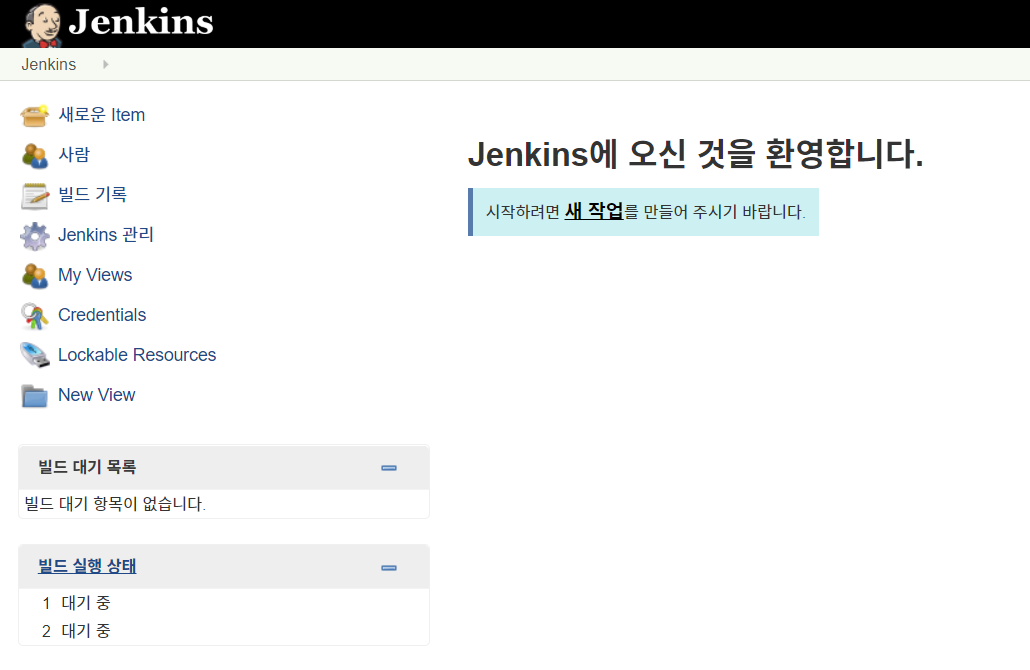 Jenkins
Jenkins
새로운 Item
사람
빌드 기록
Jenkins 관리
My Views
Credentials
Lockable Resources
New View
Jenkins에 오신 것을 환영합니다.
시작하려면 새 작업를 만들어 주시기 바랍니다.
빌드 대기 목록
빌드 대기 항목이 없습니다.
빌드 실행 상태
1 대기 중
2 대기 중